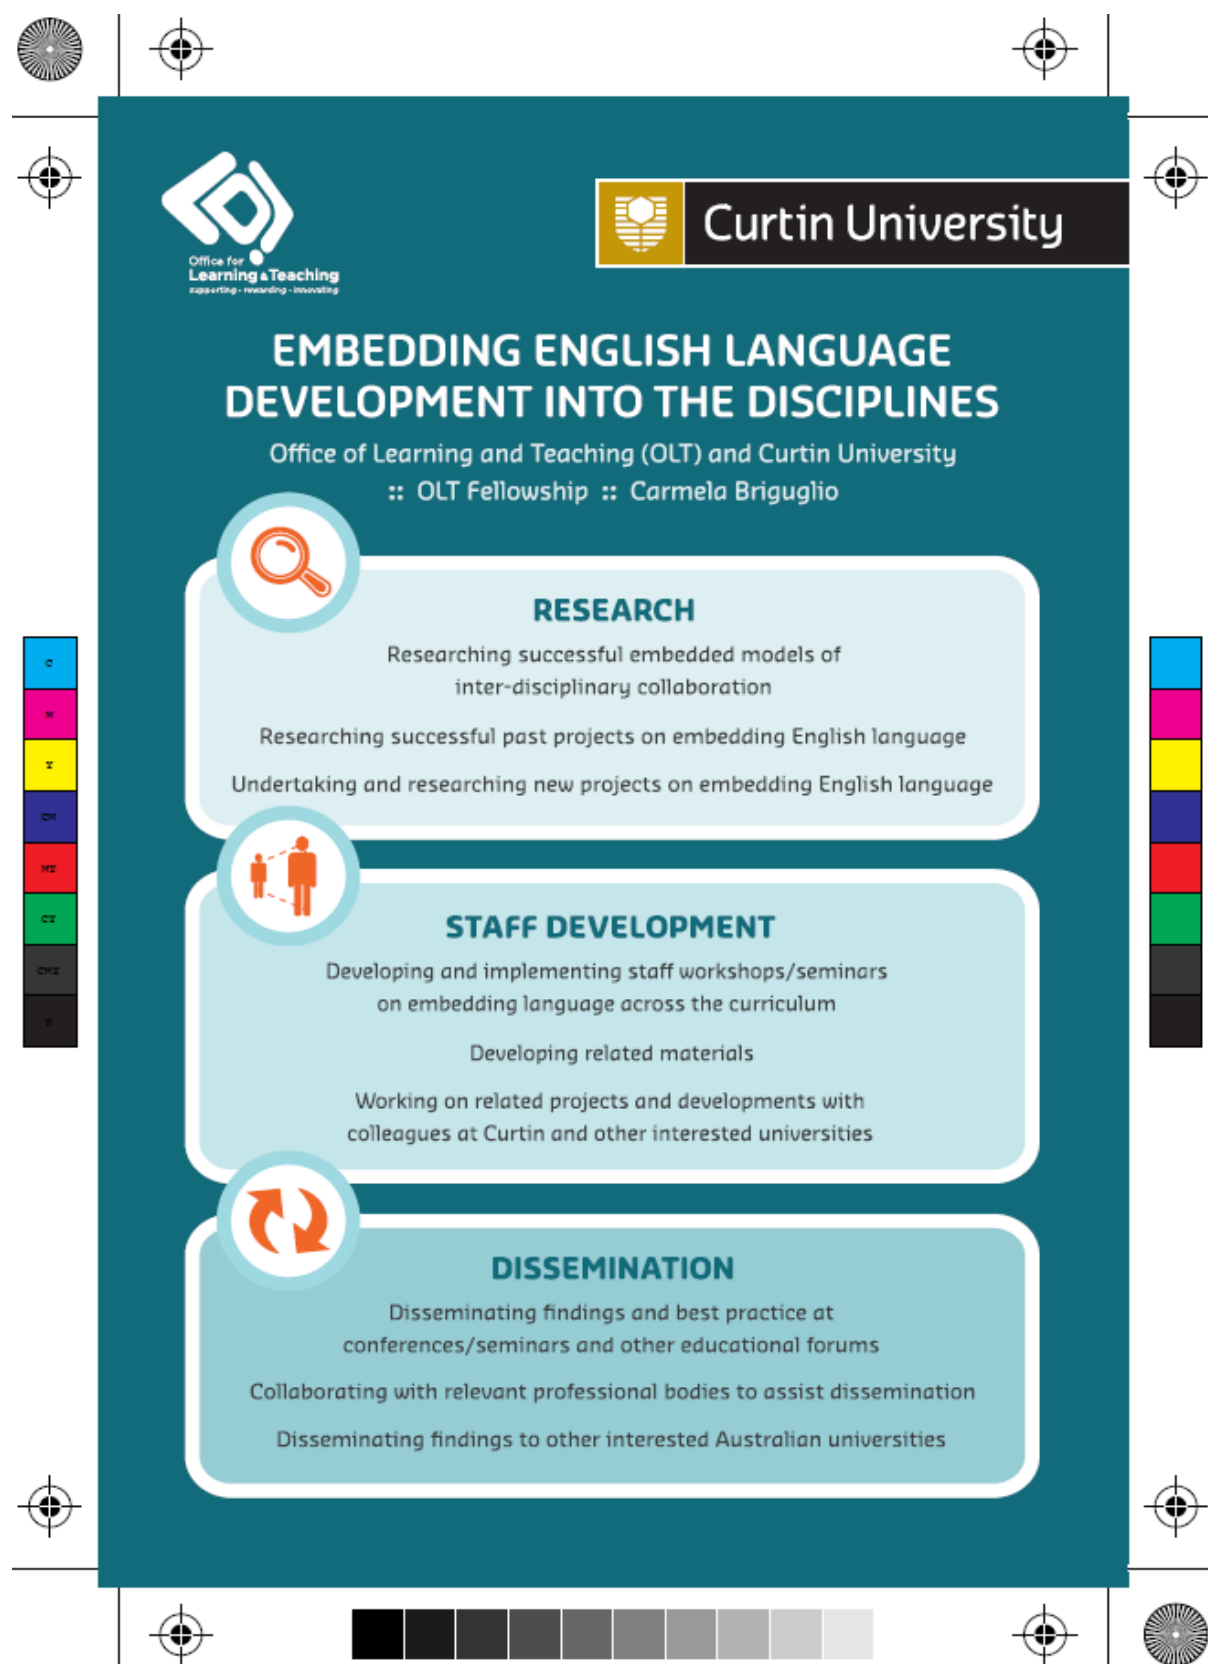 Office for
Learning & Teaching
supporting - rewarding - innovating
Curtin University
EMBEDDING ENGLISH LANGUAGE
DEVELOPMENT INTO THE DISCIPLINES
Office of Learning and Teaching (OLT) and Curtin University
:: OLT Fellowship :: Carmela Briguglio
RESEARCH
Researching successful embedded models of
inter-disciplinary collaboration
Researching successful past projects on embedding English language
Undertaking and researching new projects on embedding English language
STAFF DEVELOPMENT
Developing and implementing staff workshops/seminars
on embedding language across the curriculum
Developing related materials
Working on related projects and developments with
colleagues at Curtin and other interested universities
DISSEMINATION
Disseminating findings and best practice at
conferences/seminars and other educational forums
Collaborating with relevant professional bodies to assist dissemination
Disseminating findings to other interested Australian universities
C
M
Y
CM
MY
CY
CMY
K